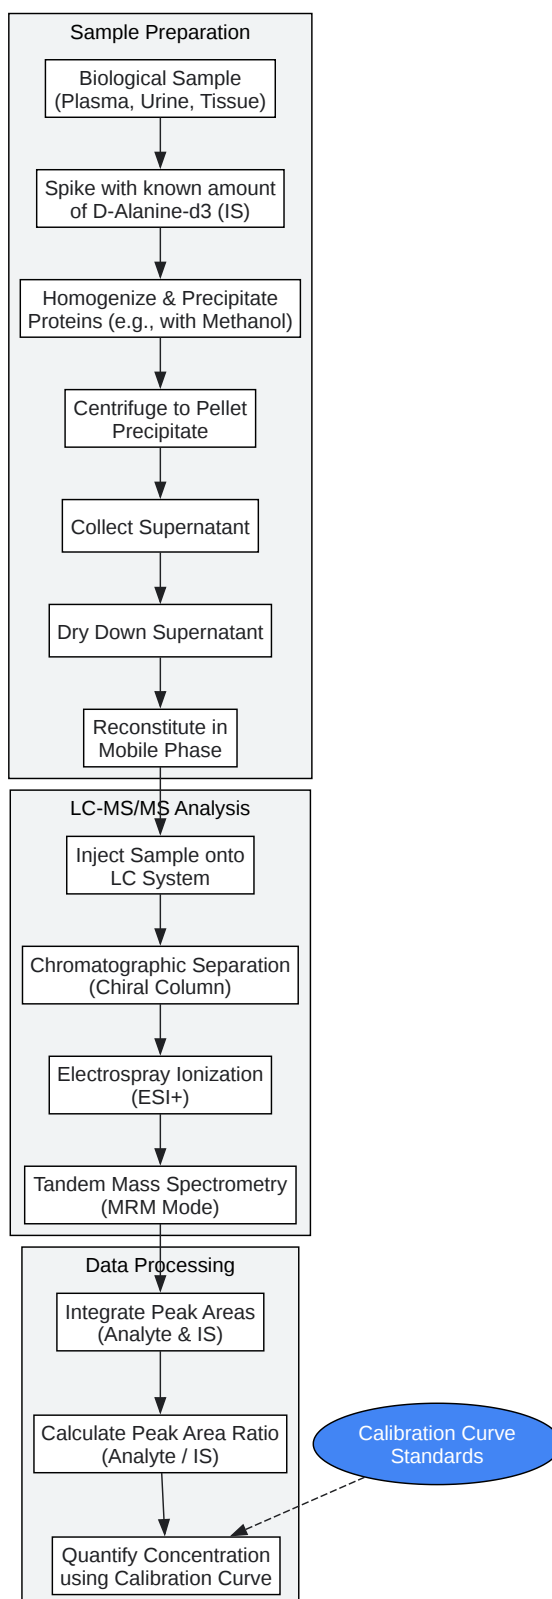 Sample Preparation
Biological Sample
(Plasma, Urine, Tissue)
Spike with known amount
of D-Alanine-d3 (IS)
Homogenize & Precipitate
Proteins (e.g., with Methanol)
Centrifuge to Pellet
Precipitate
Collect Supernatant
Dry Down Supernatant
Reconstitute in
Mobile Phase
LC-MS/MS Analysis
Inject Sample onto
LC System
Chromatographic Separation
(Chiral Column)
Electrospray Ionization
(ESI+)
Tandem Mass Spectrometry
(MRM Mode)
Data Processing
Integrate Peak Areas
(Analyte & IS)
Calculate Peak Area Ratio
(Analyte / IS)
Calibration Curve
Standards
Quantify Concentration
using Calibration Curve